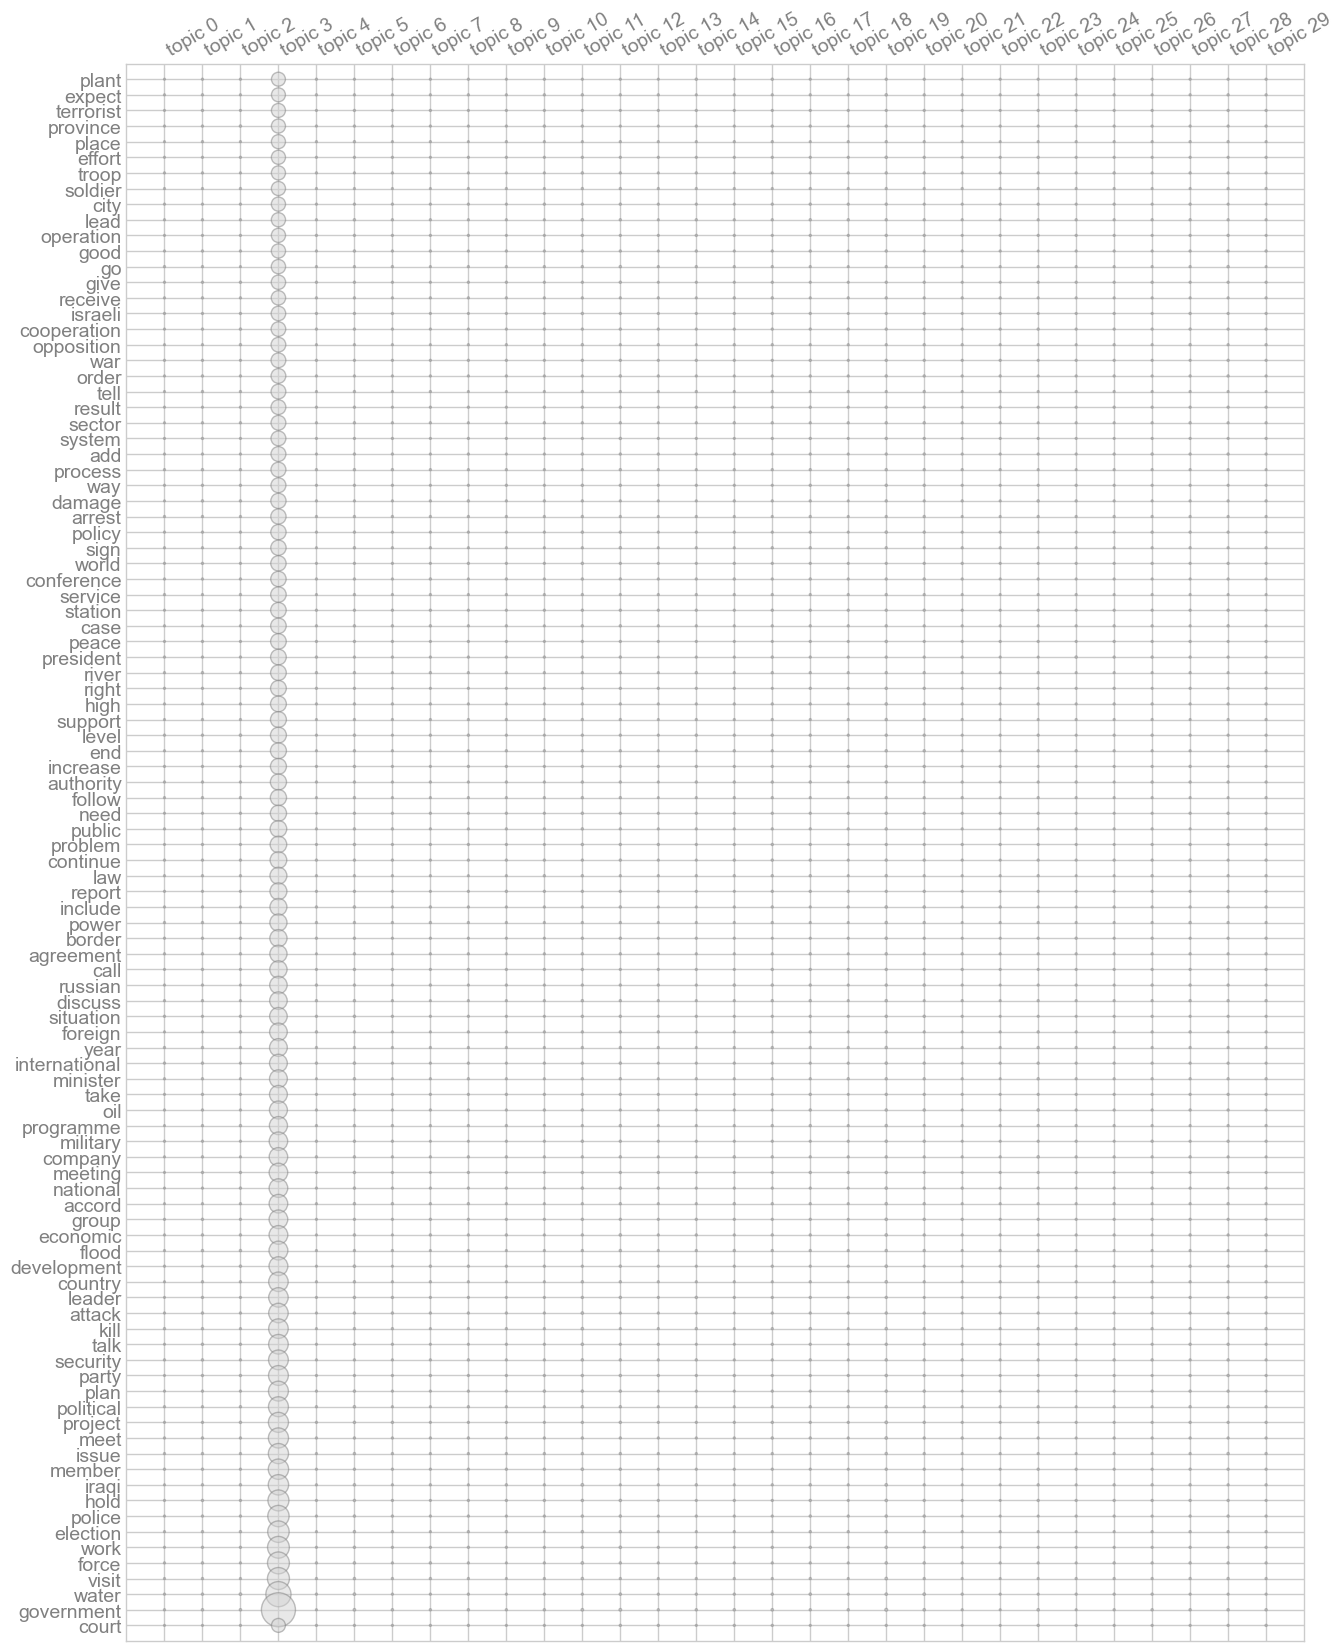 topic 0 topic 1 topic 2 topic 3 topic 4 topic 5 topic 6 topic 7 topic 8 topic 9 topic 10 topic 11 topic 12 topic 13 topic 14 topic 15 topic 16 topic 17 topic 18 topic 19 topic 20 topic 21 topic 22 topic 23 topic 24 topic 25 topic 26 topic 27 topic 28 topic 29
plant
expect
terrorist
province
place
effort
troop
soldier
city
lead
operation
good
go
give
receive
israeli
cooperation
opposition
war
order
tell
result
sector
system
add
process
way
damage
arrest
policy
sign
world
conference
service
station
case
peace
president
river
right
high
support
level
end
increase
authority
follow
need
public
problem
continue
law
report
include
power
border
agreement
call
russian
discuss
situation
foreign
year
international
minister
take
oil
programme
military
company
meeting
national
accord
group
economic
flood
development
country
leader
attack
kill
talk
security
party
plan
political
project
meet
issue
member
iraqi
hold
police
election
work
force
visit
water
government
court